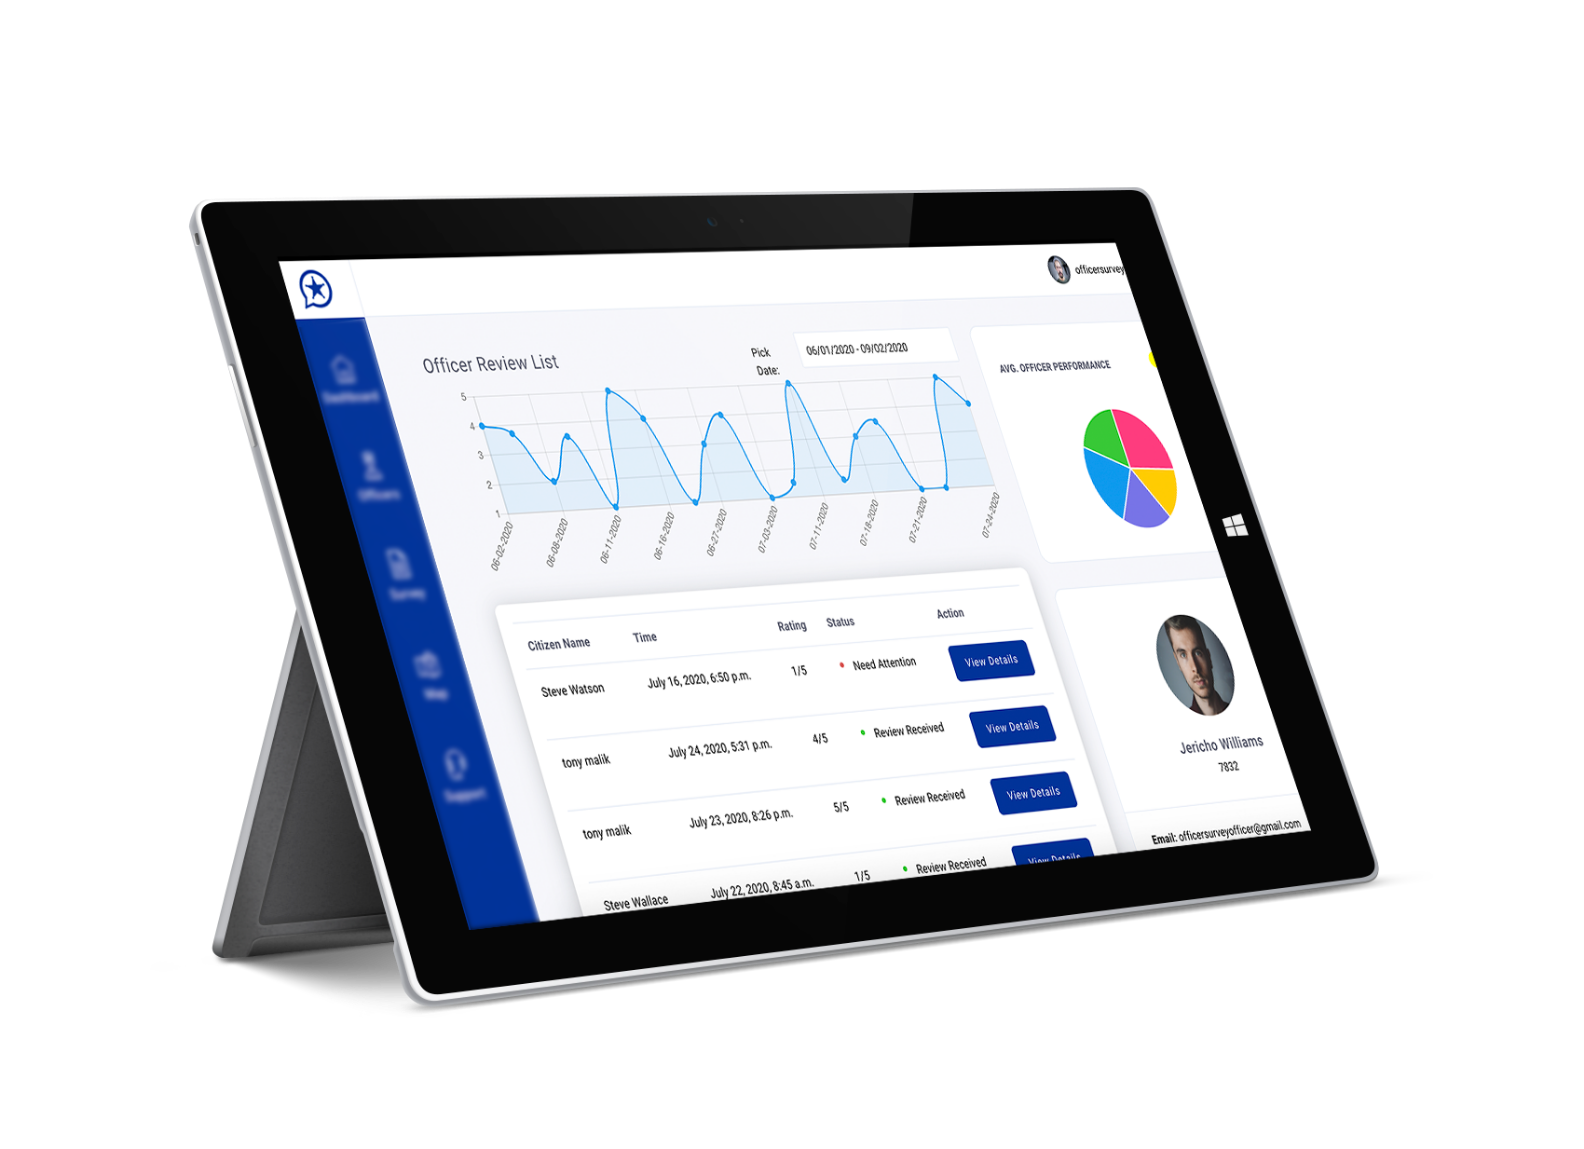 officersurvey
Dashboard
Officers
Survey
Map
Support
Officer Review List
Pick
Date:
06/01/2020 - 09/02/2020
5
4
3
2
1
06-02-2020
06-08-2020
06-11-2020
06-16-2020
06-27-2020
07-03-2020
07-11-2020
07-18-2020
07-21-2020
07-24-2020
AVG. OFFICER PERFORMANCE
Citizen Name Time Rating Status Action
Steve Watson July 16, 2020, 6:50 p.m. 1/5 Need Attention View Details
tony malik July 24, 2020, 5:31 p.m. 4/5 Review Received View Details
tony malik July 23, 2020, 8:26 p.m. 5/5 Review Received View Details
Steve Wallace July 22, 2020, 8:45 a.m. 1/5 Review Received View Details
Jericho Williams
7832
Email: officersurveyofficer@gmail.com